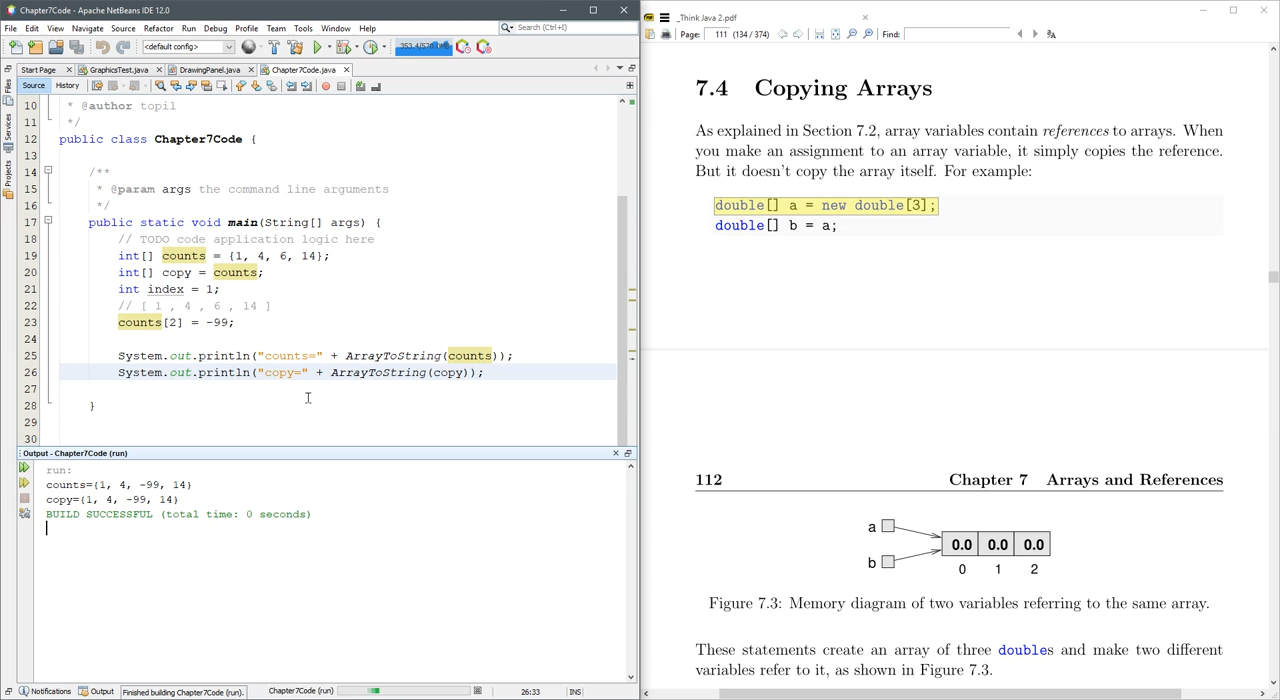 Chapter7Code - Apache NetBeans IDE 12.0
File Edit View Navigate Source Refactor Run Debug Profile Team Tools Window Help
Search (Ctrl+I)
<default config>
353.4/570.0MB
Start Page GraphicsTest.java DrawingPanel.java Chapter7Code.java
Source History
Files
Services
Projects
10 * @author topil
11 */
12 public class Chapter7Code {
13
14 /**
15 * @param args the command line arguments
16 */
17 public static void main(String[] args) {
18 // TODO code application logic here
19 int[] counts = {1, 4, 6, 14};
20 int[] copy = counts;
21 int index = 1;
22 // [ 1 , 4 , 6 , 14 ]
23 counts[2] = -99;
24
25 System.out.println("counts=" + ArrayToString(counts));
26 System.out.println("copy=" + ArrayToString(copy));
27
28 }
29
30
Output - Chapter7Code (run)
run:
counts={1, 4, -99, 14}
copy={1, 4, -99, 14}
BUILD SUCCESSFUL (total time: 0 seconds)
Notifications Output Finished building Chapter7Code (run). Chapter7Code (run) 26:33 INS
_Think Java 2.pdf
Page: 111 (134 / 374) Find:
7.4 Copying Arrays
As explained in Section 7.2, array variables contain references to arrays. When
you make an assignment to an array variable, it simply copies the reference.
But it doesn't copy the array itself. For example:
double[] a = new double[3];
double[] b = a;
112 Chapter 7 Arrays and References
a
0.0 0.0 0.0
b
0 1 2
Figure 7.3: Memory diagram of two variables referring to the same array.
These statements create an array of three doubles and make two different
variables refer to it, as shown in Figure 7.3.